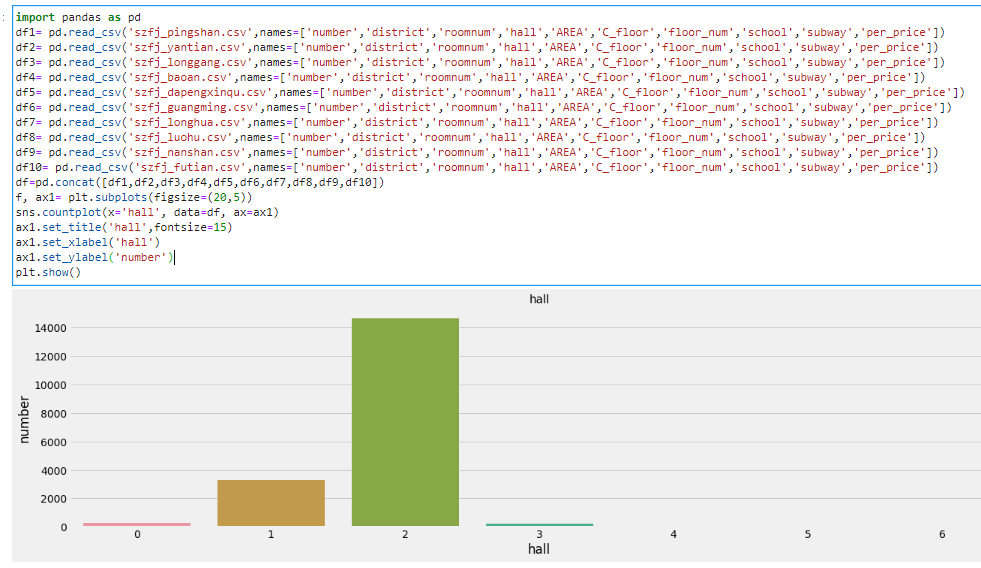 :
import pandas as pd
df1= pd.read_csv('szfj_pingshan.csv',names=['number','district','roomnum','hall','AREA','C_floor','floor_num','school','subway','per_price'])
df2= pd.read_csv('szfj_yantian.csv',names=['number','district','roomnum','hall','AREA','C_floor','floor_num','school','subway','per_price'])
df3= pd.read_csv('szfj_longgang.csv',names=['number','district','roomnum','hall','AREA','C_floor','floor_num','school','subway','per_price'])
df4= pd.read_csv('szfj_baoan.csv',names=['number','district','roomnum','hall','AREA','C_floor','floor_num','school','subway','per_price'])
df5= pd.read_csv('szfj_dapengxinqu.csv',names=['number','district','roomnum','hall','AREA','C_floor','floor_num','school','subway','per_price'])
df6= pd.read_csv('szfj_guangming.csv',names=['number','district','roomnum','hall','AREA','C_floor','floor_num','school','subway','per_price'])
df7= pd.read_csv('szfj_longhua.csv',names=['number','district','roomnum','hall','AREA','C_floor','floor_num','school','subway','per_price'])
df8= pd.read_csv('szfj_luohu.csv',names=['number','district','roomnum','hall','AREA','C_floor','floor_num','school','subway','per_price'])
df9= pd.read_csv('szfj_nanshan.csv',names=['number','district','roomnum','hall','AREA','C_floor','floor_num','school','subway','per_price'])
df10= pd.read_csv('szfj_futian.csv',names=['number','district','roomnum','hall','AREA','C_floor','floor_num','school','subway','per_price'])
df=pd.concat([df1,df2,df3,df4,df5,df6,df7,df8,df9,df10])
f, ax1= plt.subplots(figsize=(20,5))
sns.countplot(x='hall', data=df, ax=ax1)
ax1.set_title('hall',fontsize=15)
ax1.set_xlabel('hall')
ax1.set_ylabel('number')
plt.show()
hall
14000
12000
10000
8000
6000
4000
2000
0
number
0 1 2 3 4 5 6
hall